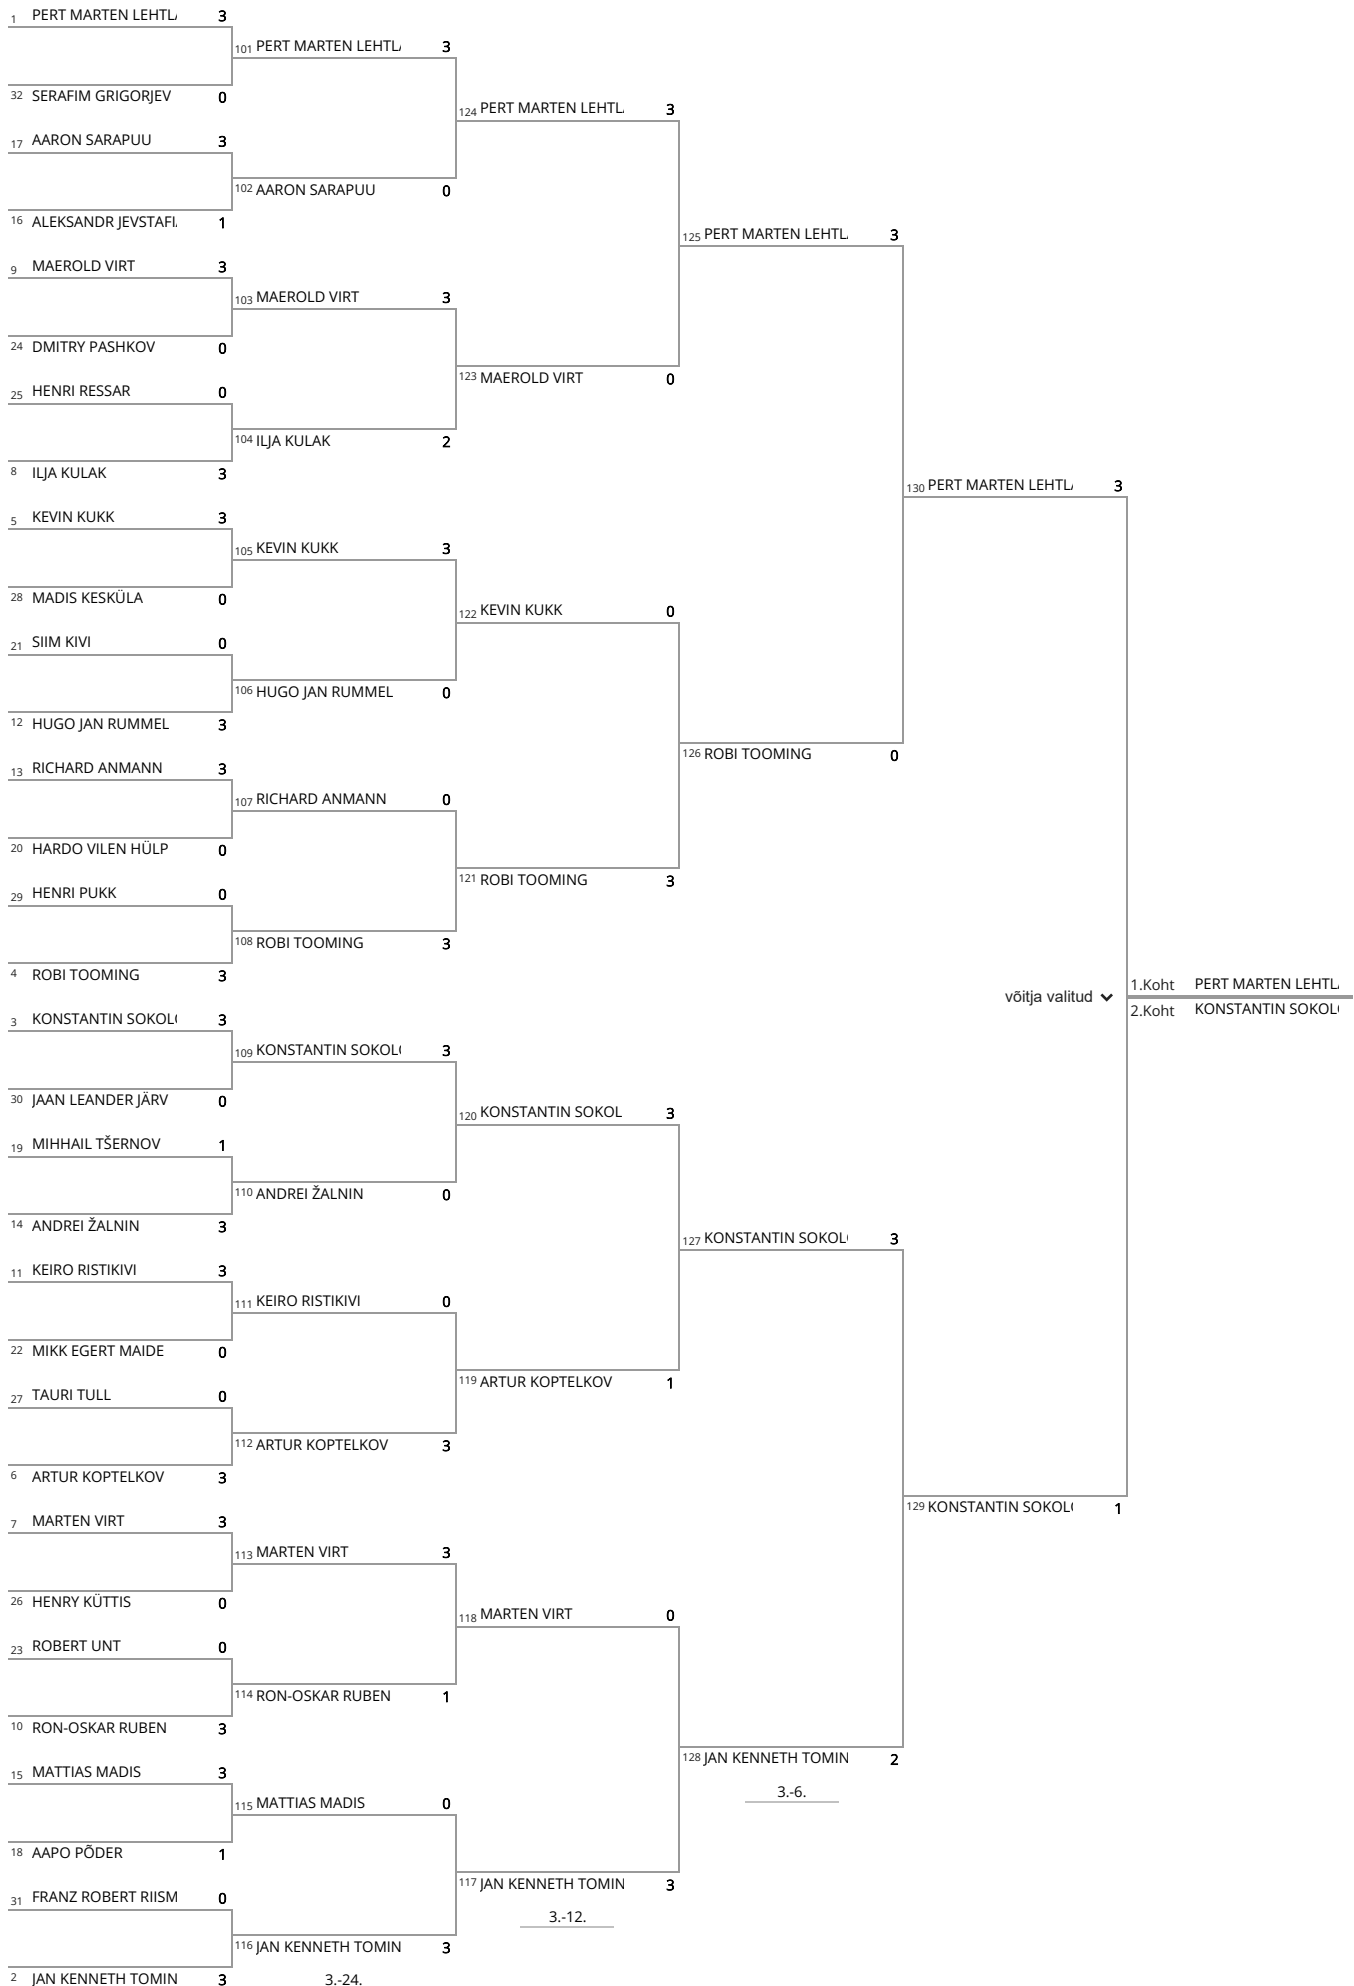 1 PERT MARTEN LEHTL 3
101 PERT MARTEN LEHTL 3
32 SERAFIM GRIGORJEV 0
124 PERT MARTEN LEHTL 3
17 AARON SARAPUU 3
102 AARON SARAPUU 0
16 ALEKSANDR JEVSTAFI 1
125 PERT MARTEN LEHTL 3
9 MAEROLD VIRT 3
103 MAEROLD VIRT 3
24 DMITRY PASHKOV 0
123 MAEROLD VIRT 0
25 HENRI RESSAR 0
104 ILJA KULAK 2
8 ILJA KULAK 3
130 PERT MARTEN LEHTL 3
5 KEVIN KUKK 3
105 KEVIN KUKK 3
28 MADIS KESKÜLA 0
122 KEVIN KUKK 0
21 SIIM KIVI 0
106 HUGO JAN RUMMEL 0
12 HUGO JAN RUMMEL 3
126 ROBI TOOMING 0
13 RICHARD ANMANN 3
107 RICHARD ANMANN 0
20 HARDO VILEN HÜLP 0
121 ROBI TOOMING 3
29 HENRI PUKK 0
108 ROBI TOOMING 3
4 ROBI TOOMING 3
1.Koht PERT MARTEN LEHTL
võitja valitud
2.Koht KONSTANTIN SOKOL
3 KONSTANTIN SOKOL 3
109 KONSTANTIN SOKOL 3
30 JAAN LEANDER JÄRV 0
120 KONSTANTIN SOKOL 3
19 MIHHAIL TŠERNOV 1
110 ANDREI ŽALNIN 0
14 ANDREI ŽALNIN 3
127 KONSTANTIN SOKOL 3
11 KEIRO RISTIKIVI 3
111 KEIRO RISTIKIVI 0
22 MIKK EGERT MAIDE 0
119 ARTUR KOPTELKOV 1
27 TAURI TULL 0
112 ARTUR KOPTELKOV 3
6 ARTUR KOPTELKOV 3
129 KONSTANTIN SOKOL 1
7 MARTEN VIRT 3
113 MARTEN VIRT 3
26 HENRY KÜTTIS 0
118 MARTEN VIRT 0
23 ROBERT UNT 0
114 RON-OSKAR RUBEN 1
10 RON-OSKAR RUBEN 3
128 JAN KENNETH TOMIN 2
15 MATTIAS MADIS 3
3.-6.
115 MATTIAS MADIS 0
18 AAPO PÕDER 1
117 JAN KENNETH TOMIN 3
31 FRANZ ROBERT RIISM 0
3.-12.
116 JAN KENNETH TOMIN 3
2 JAN KENNETH TOMIN 3
3.-24.